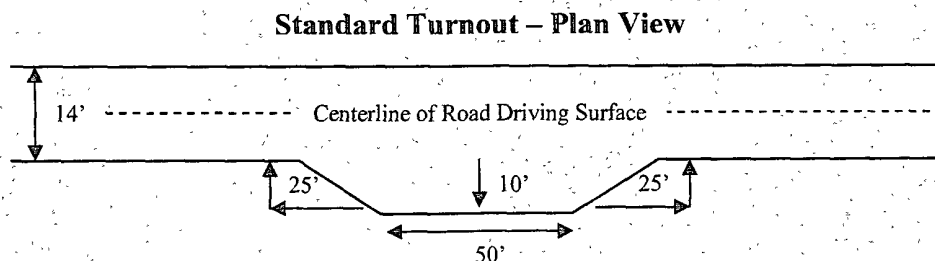 Standard Turnout – Plan View
14' Centerline of Road Driving Surface
25' 10' 25'
50'